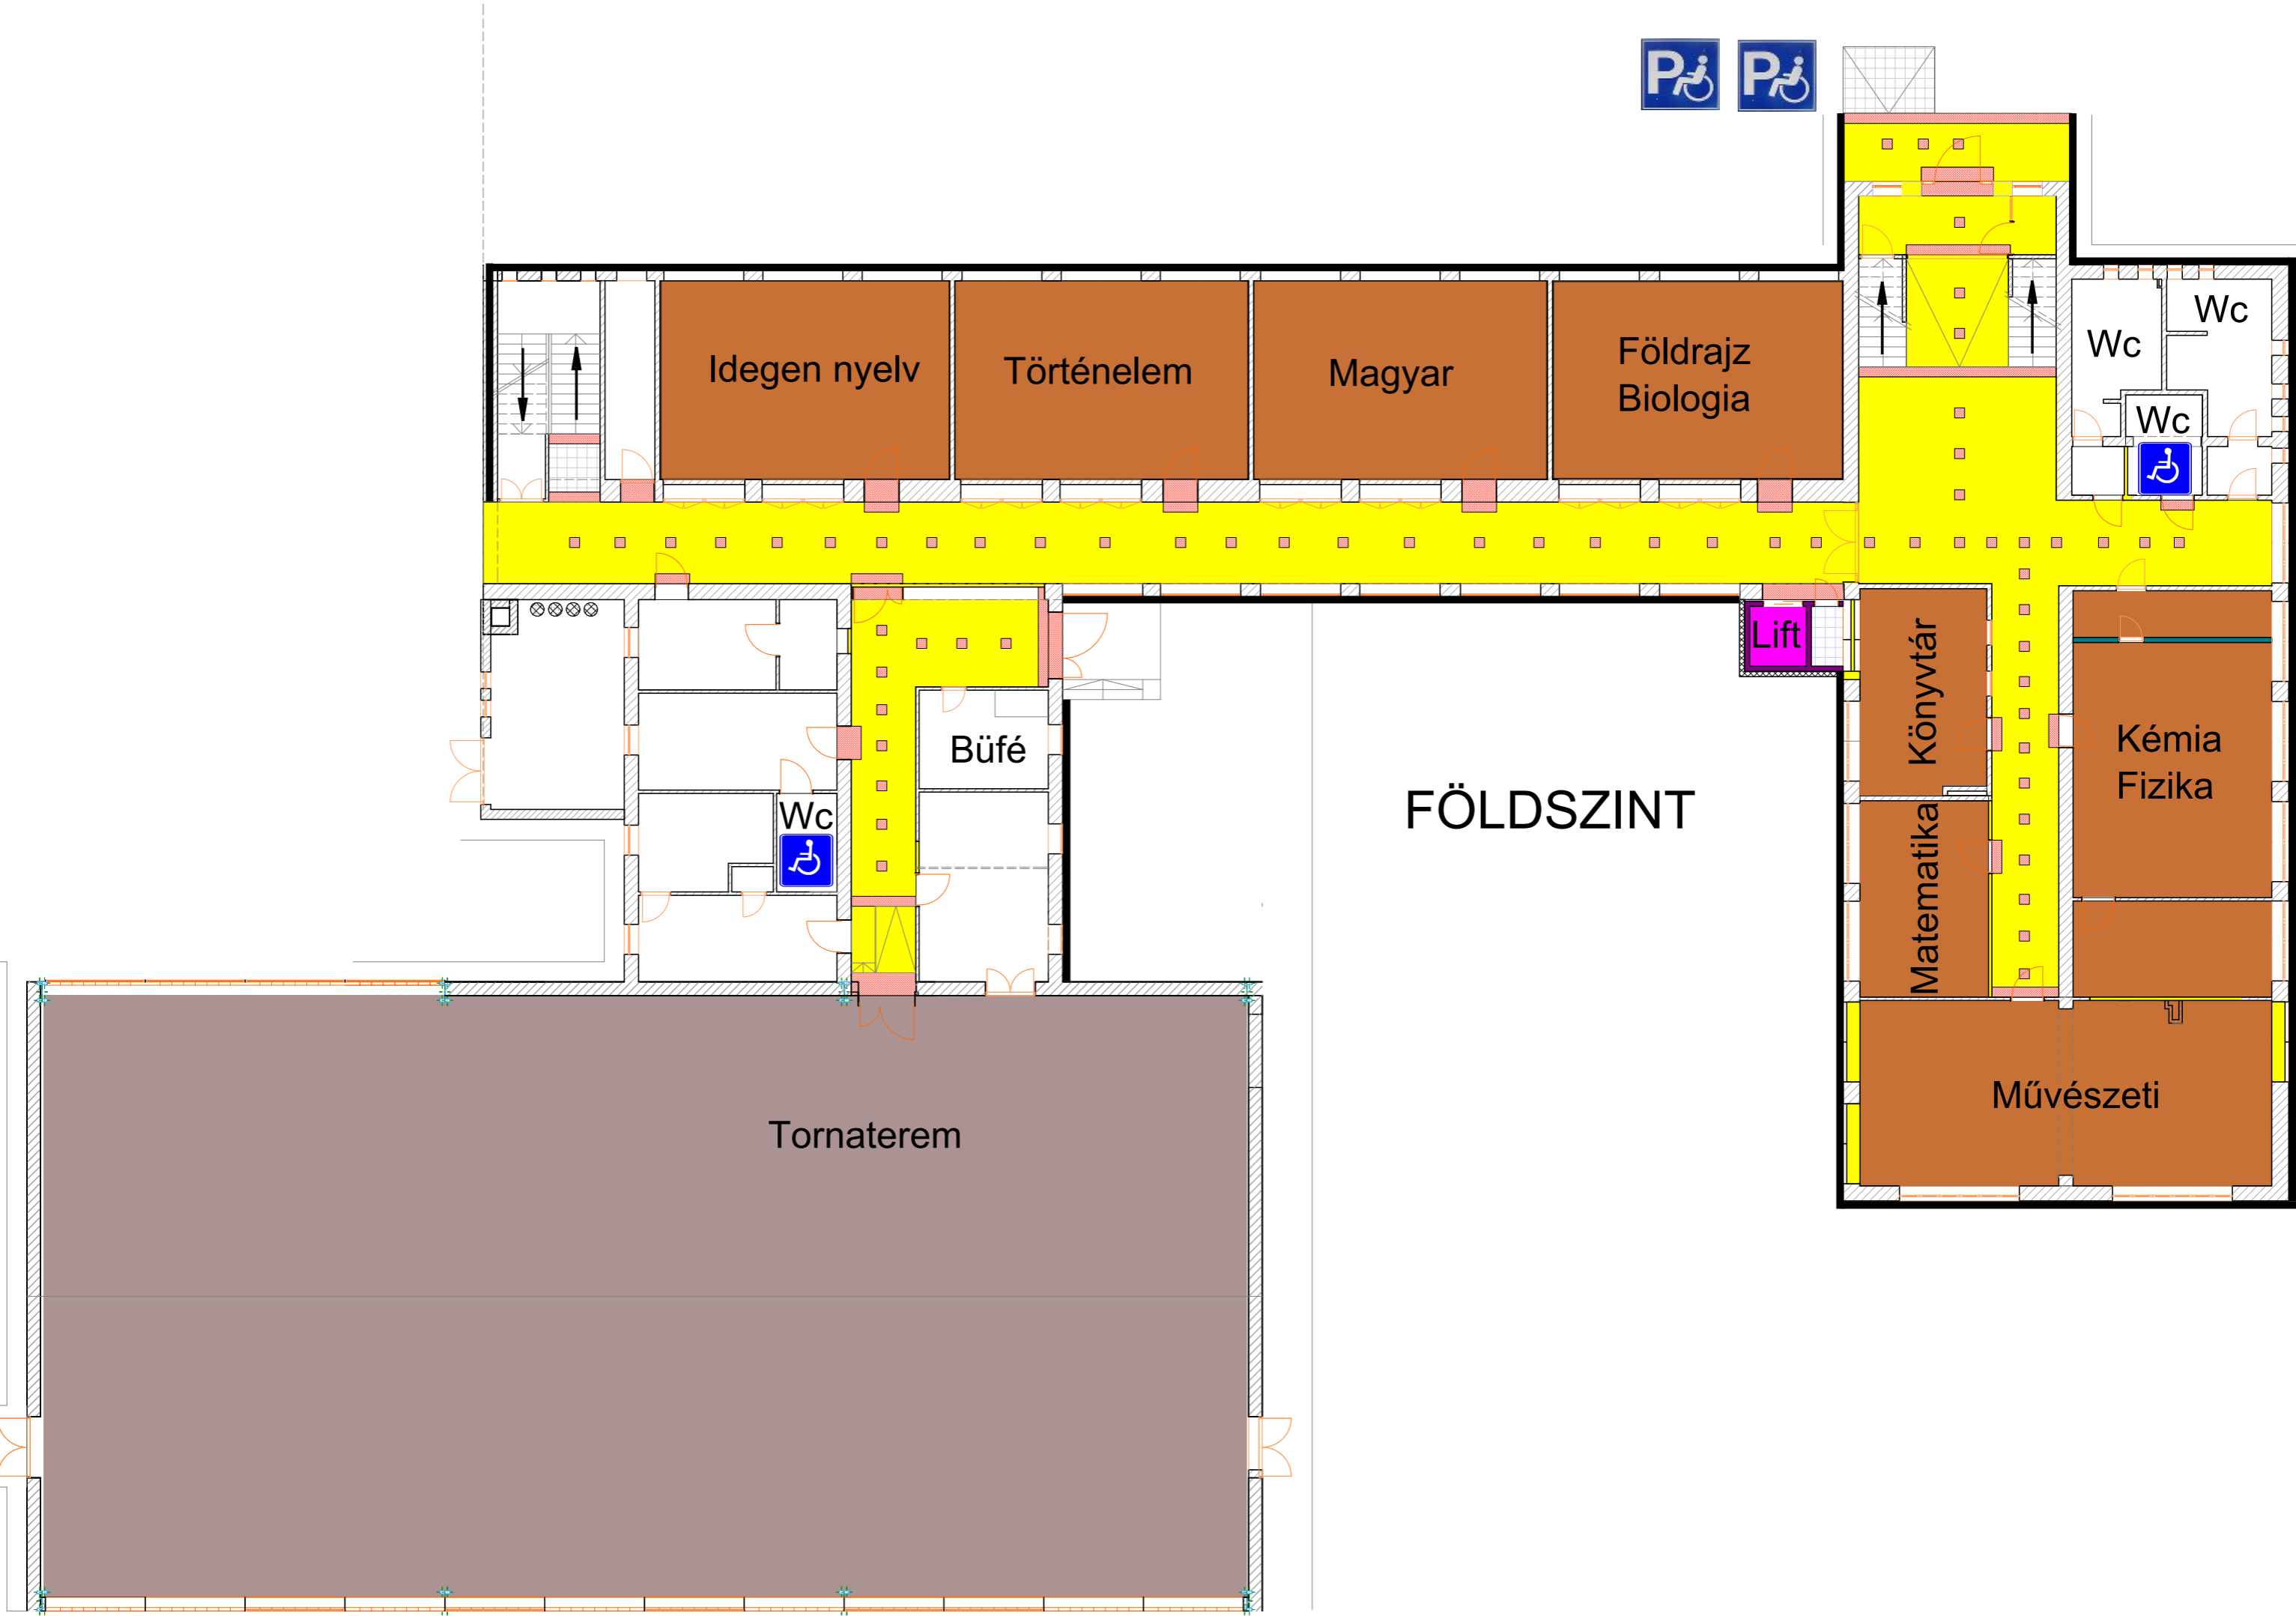 P
P
Wc
Wc
Wc
Idegen nyelv
Történelem
Magyar
Földrajz
Biologia
Lift
Könyvtár
Kémia
Fizika
Büfé
Wc
FÖLDSZINT
Matematika
Művészeti
Tornaterem